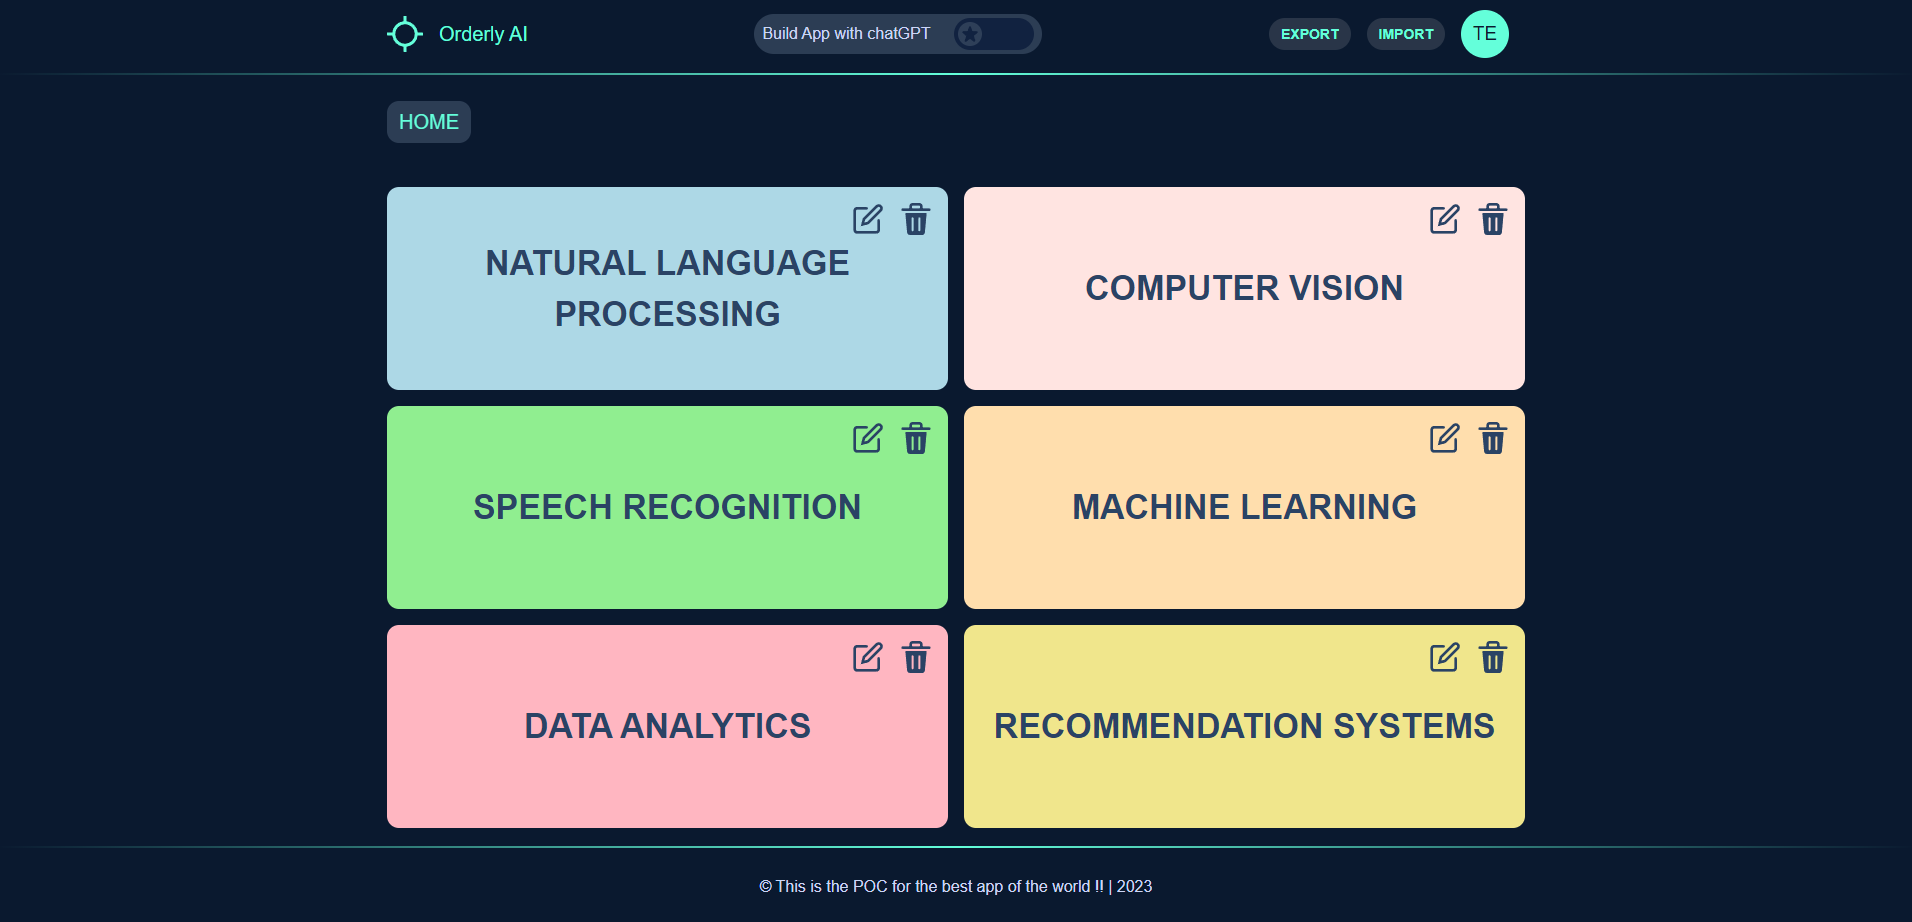 Orderly AI
Build App with chatGPT
EXPORT
IMPORT
TE
HOME
NATURAL LANGUAGE
PROCESSING
COMPUTER VISION
SPEECH RECOGNITION
MACHINE LEARNING
DATA ANALYTICS
RECOMMENDATION SYSTEMS
© This is the POC for the best app of the world !! | 2023